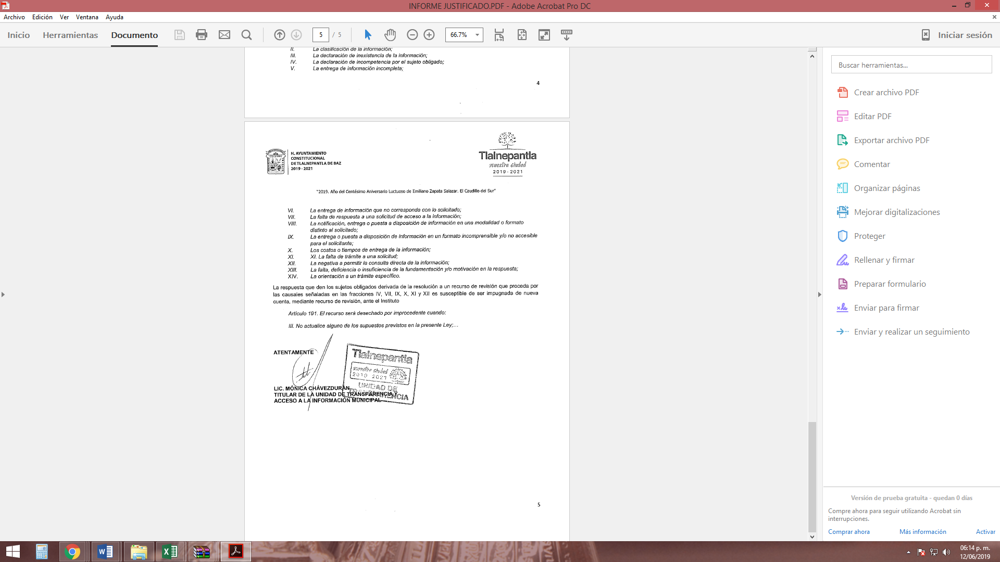 INFORME JUSTIFICADO.PDF - Adobe Acrobat Pro DC
Archivo Edición Ver Ventana Ayuda
Inicio Herramientas Documento 5 / 5 66.7% Iniciar sesión
II. La clasificación de la información;
III. La declaración de inexistencia de la información;
IV. La declaración de incompetencia por el sujeto obligado;
V. La entrega de información incompleta;
4
H. AYUNTAMIENTO
CONSTITUCIONAL
DE TLALNEPANTLA DE BAZ
2019 - 2021
Tlalnepantla
nuestra ciudad
2019 - 2021
"2019. Año del Centésimo Aniversario Luctuoso de Emiliano Zapata Salazar. El Caudillo del Sur"
VI. La entrega de información que no corresponda con lo solicitado;
VII. La falta de respuesta a una solicitud de acceso a la información;
VIII. La notificación, entrega o puesta a disposición de información en una modalidad o formato
distinto al solicitado;
IX. La entrega o puesta a disposición de información en un formato incomprensible y/o no accesible
para el solicitante;
X. Los costos o tiempos de entrega de la información;
XI. XI. La falta de trámite a una solicitud;
XII. La negativa a permitir la consulta directa de la información;
XIII. La falta, deficiencia o insuficiencia de la fundamentación y/o motivación en la respuesta;
XIV. La orientación a un trámite específico.
La respuesta que den los sujetos obligados derivada de la resolución a un recurso de revisión que proceda por
las causales señaladas en las fracciones IV, VII, IX, X, XI y XII es susceptible de ser impugnada de nueva
cuenta, mediante recurso de revisión, ante el Instituto
Artículo 191. El recurso será desechado por improcedente cuando:
III. No actualice alguno de los supuestos previstos en la presente Ley;...
ATENTAMENTE
LIC. MÓNICA CHÁVEZDURÁN
TITULAR DE LA UNIDAD DE TRANSPARENCIA Y
ACCESO A LA INFORMACIÓN MUNICIPAL
Tlalnepantla
nuestra ciudad
2019 2021
UNIDAD DE
TRANSPARENCIA
5
Buscar herramientas...
Crear archivo PDF
Editar PDF
Exportar archivo PDF
Comentar
Organizar páginas
Mejorar digitalizaciones
Proteger
Rellenar y firmar
Preparar formulario
Enviar para firmar
Enviar y realizar un seguimiento
Versión de prueba gratuita - quedan 0 días
Compre ahora para seguir utilizando Acrobat sin
interrupciones.
Comprar ahora Más información Activar
06:14 p. m.
12/06/2019